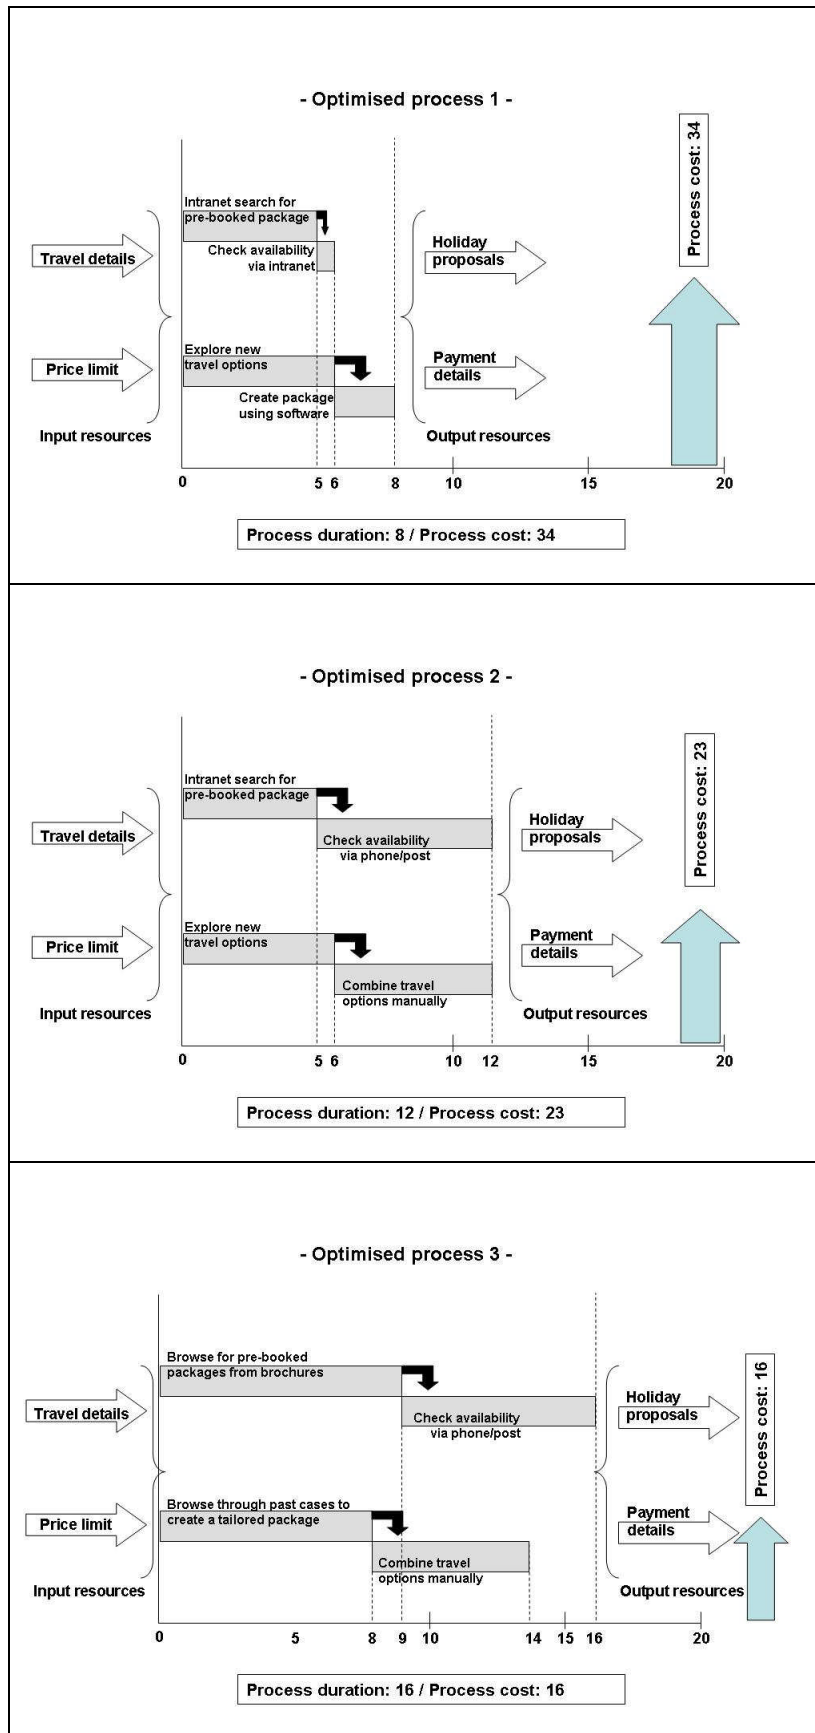 - Optimised process 1 -
Process cost: 34
Intranet search for
pre-booked package
Travel details
Check availability
via intranet
Holiday
proposals
Explore new
travel options
Price limit
Create package
using software
Payment
details
Input resources
Output resources
0 5 6 8 10 15 20
Process duration: 8 / Process cost: 34
- Optimised process 2 -
Process cost: 23
Intranet search for
pre-booked package
Travel details
Check availability
via phone/post
Holiday
proposals
Explore new
travel options
Price limit
Combine travel
options manually
Payment
details
Input resources
Output resources
0 5 6 10 12 15 20
Process duration: 12 / Process cost: 23
- Optimised process 3 -
Process cost: 16
Browse for pre-booked
packages from brochures
Travel details
Check availability
via phone/post
Holiday
proposals
Browse through past cases to
create a tailored package
Price limit
Combine travel
options manually
Payment
details
Input resources
Output resources
0 5 8 9 10 14 15 16 20
Process duration: 16 / Process cost: 16